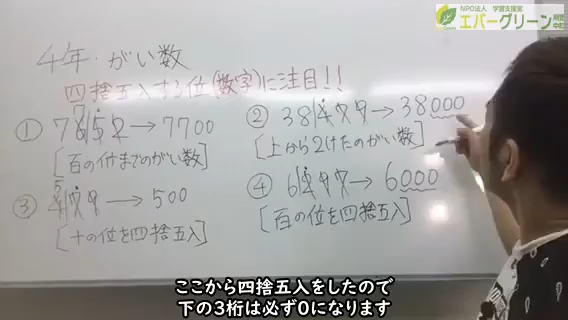 NPO法人 学習支援室
エバーグリーン
4年・がい数
四捨五入する位(数字)に注目!!
① 7652 → 7700
[百の位までのがい数]
② 38499 → 38000
[上から2けたのがい数]
③ 499 → 500
[十の位を四捨五入]
④ 6499 → 6000
[百の位を四捨五入]
ここから四捨五入をしたので
下の3桁は必ず0になります